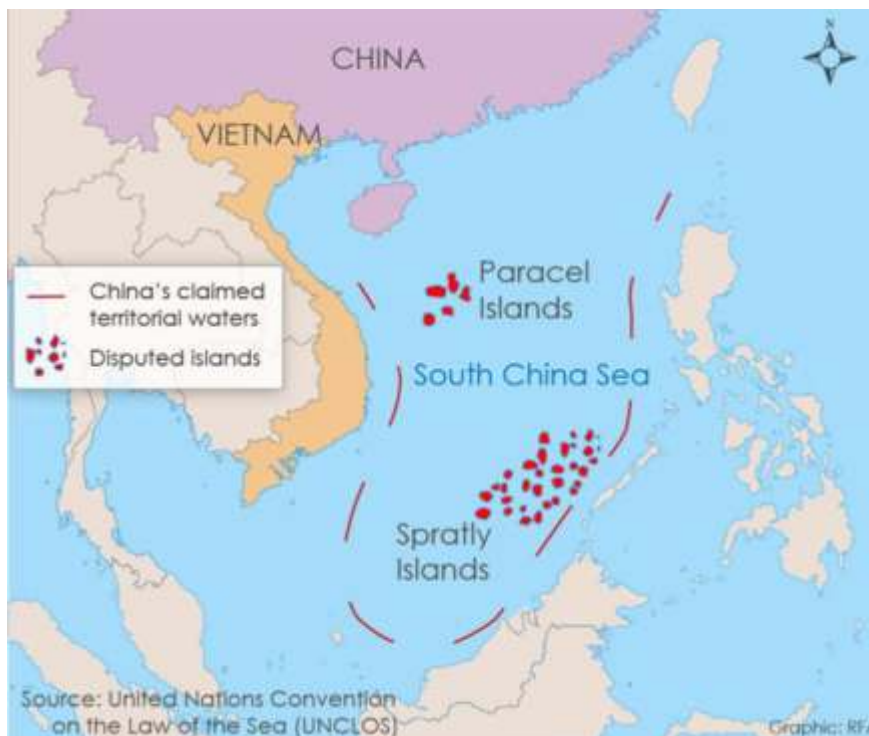 N
CHINA
VIETNAM
Paracel
Islands
China's claimed
territorial waters
Disputed islands
South China Sea
Spratly
Islands
Source: United Nations Convention
on the Law of the Sea (UNCLOS)
Graphic: RFA